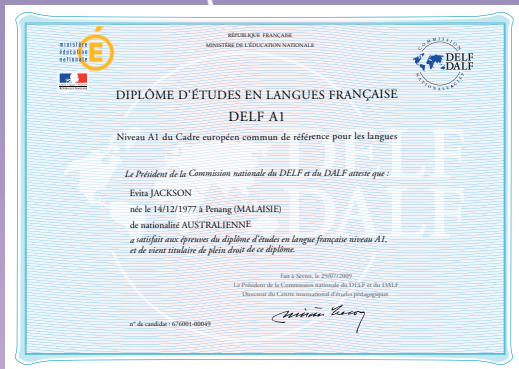 ministère
éducation
nationale
RÉPUBLIQUE FRANÇAISE
MINISTÈRE DE L'ÉDUCATION NATIONALE
COMMISSION
DELF
DALF
NATIONALE
DIPLÔME D'ÉTUDES EN LANGUES FRANÇAISE
DELF A1
Niveau A1 du Cadre européen commun de référence pour les langues
DELF
DALF
Le Président de la Commission nationale du DELF et du DALF atteste que :
Evita JACKSON
née le 14/12/1977 à Penang (MALAISIE)
de nationalité AUSTRALIENNE
a satisfait aux épreuves du diplôme d'études en langue française niveau A1,
et de vient titulaire de plein droit de ce diplôme.
Fait à Sèvres, le 29/07/2009
Le Président de la Commission nationale du DELF et du DALF
Directeur du Centre international d'études pédagogiques
n° de candidat : 676001-00049